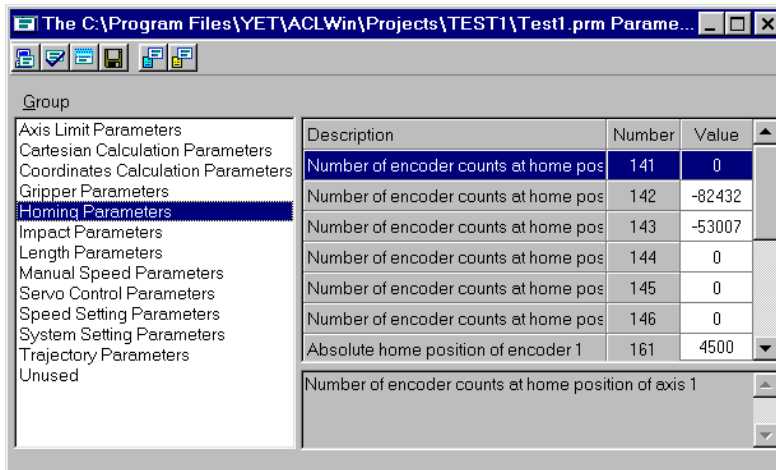 The C:\Program Files\YET\ACLWin\Projects\TEST1\Test1.prm Parame...
Group
Axis Limit Parameters
Cartesian Calculation Parameters
Coordinates Calculation Parameters
Gripper Parameters
Homing Parameters
Impact Parameters
Length Parameters
Manual Speed Parameters
Servo Control Parameters
Speed Setting Parameters
System Setting Parameters
Trajectory Parameters
Unused
Description Number Value
Number of encoder counts at home pos 141 0
Number of encoder counts at home pos 142 -82432
Number of encoder counts at home pos 143 -53007
Number of encoder counts at home pos 144 0
Number of encoder counts at home pos 145 0
Number of encoder counts at home pos 146 0
Absolute home position of encoder 1 161 4500
Number of encoder counts at home position of axis 1